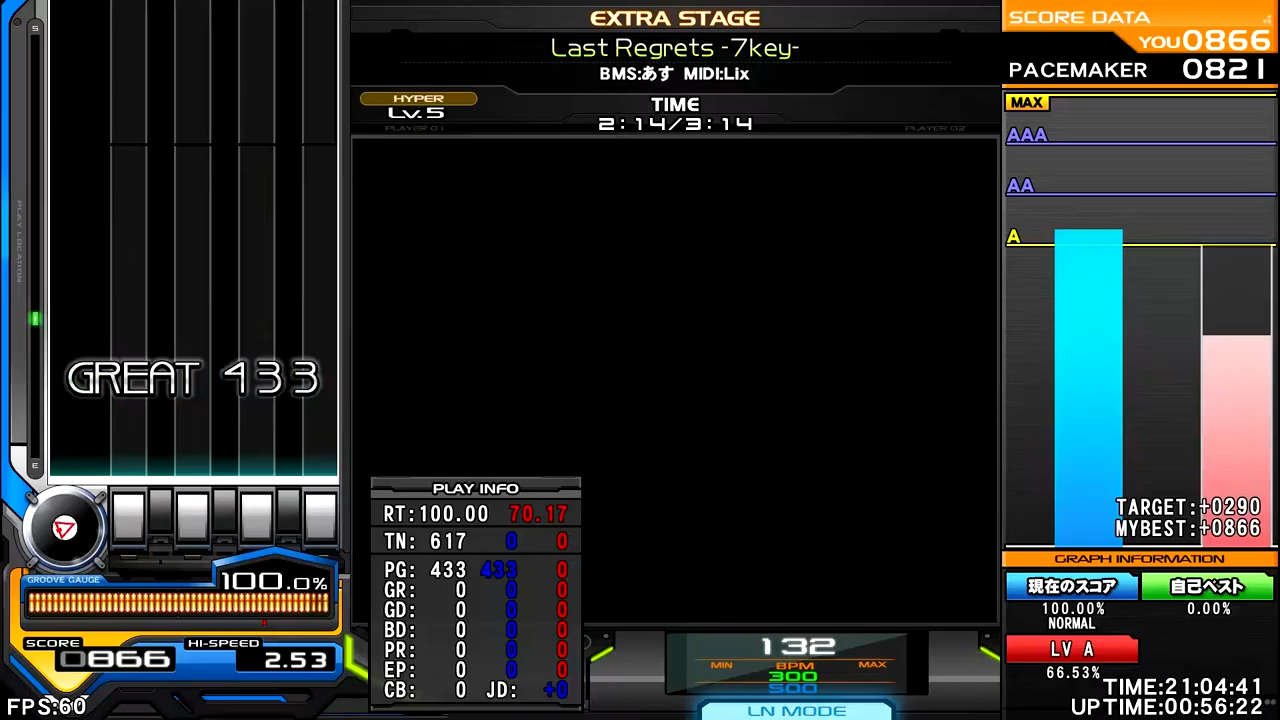 EXTRA STAGE
Last Regrets -7key-
BMS:あす MIDI:Lix
HYPER
Lv.5
TIME
2:14/3:14
PLAYER 01
PLAYER 02
SCORE DATA
YOU 0866
PACEMAKER 0821
MAX
AAA
AA
A
TARGET:+0290
MYBEST:+0866
GRAPH INFORMATION
現在のスコア 自己ベスト
100.00% 0.00%
NORMAL
LV A
66.53%
TIME:21:04:41
UP TIME:00:56:22
S
PLAY LOCATION
E
GREAT 433
PLAY INFO
RT:100.00 70.17
TN: 617 0 0
PG: 433 433 0
GR: 0 0 0
GD: 0 0 0
BD: 0 0 0
PR: 0 0 0
EP: 0 0 0
CB: 0 JD: +0
GROOVE GAUGE 100.0%
SCORE 0866
HI-SPEED 2.53
FPS:60
132
MIN BPM MAX
300
500
LN MODE